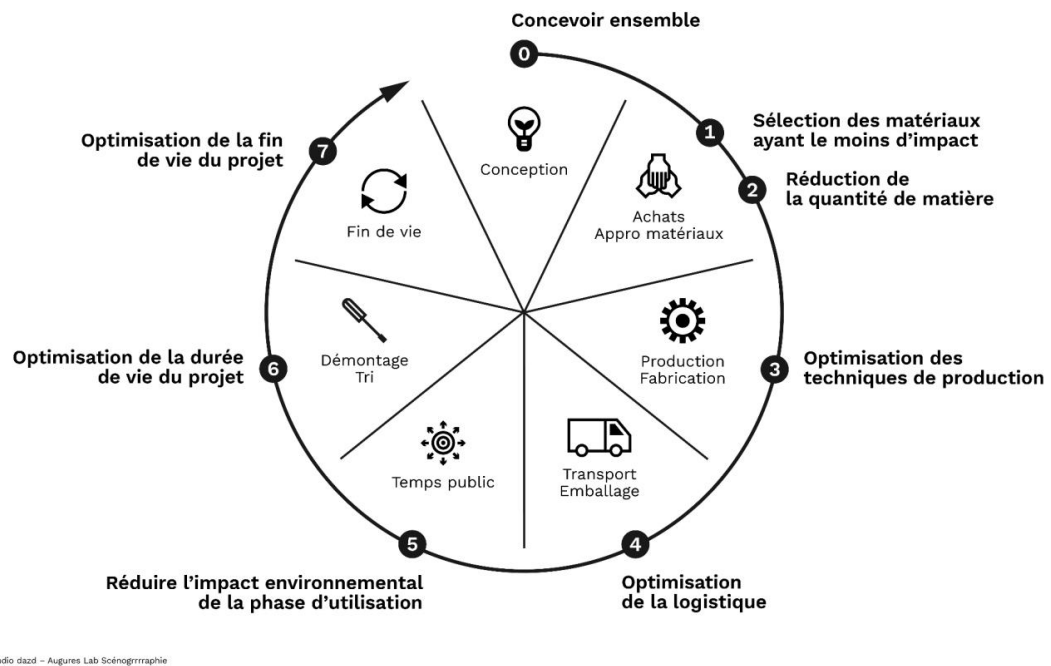 Concevoir ensemble
0
Conception
1
Sélection des matériaux
ayant le moins d’impact
2
Réduction de
la quantité de matière
Achats
Appro matériaux
3
Optimisation des
techniques de production
Production
Fabrication
4
Optimisation
de la logistique
Transport
Emballage
5
Réduire l’impact environnemental
de la phase d’utilisation
Temps public
6
Optimisation de la durée
de vie du projet
Démontage
Tri
7
Optimisation de la fin
de vie du projet
Fin de vie
dazd – Augures Lab Scénogrrrraphie